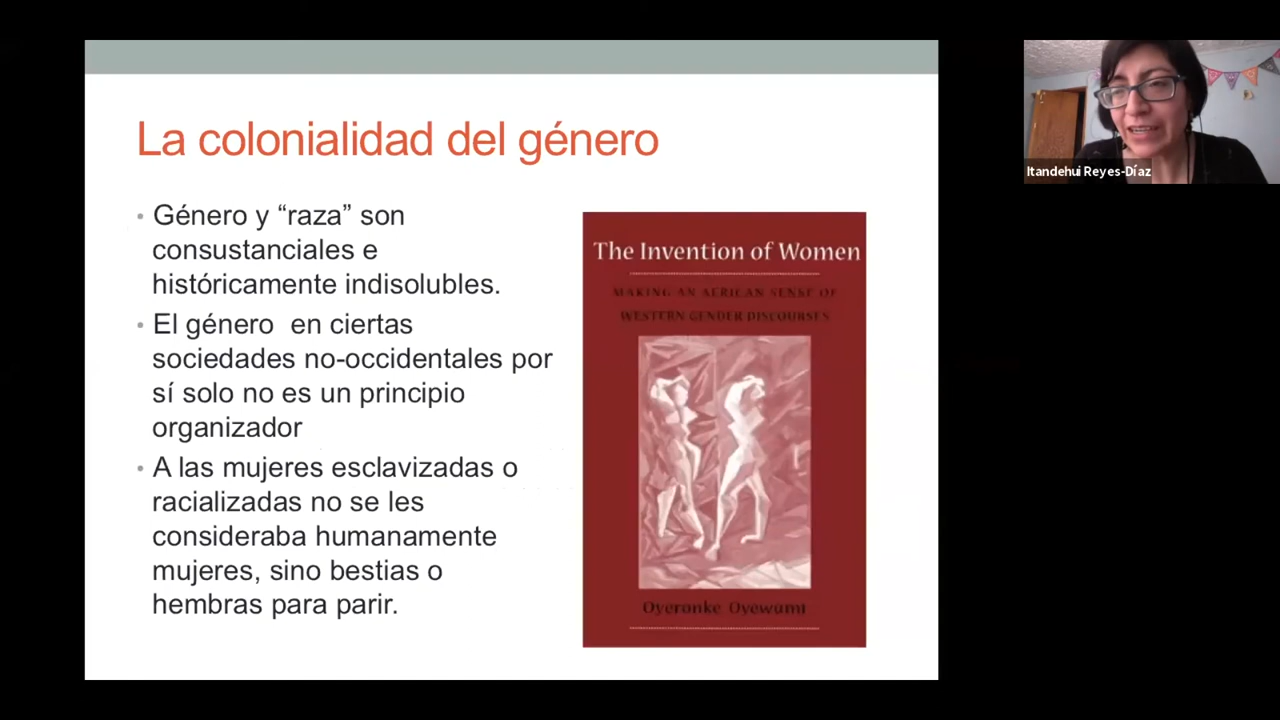 La colonialidad del género
• Género y “raza” son
consustanciales e
históricamente indisolubles.
• El género  en ciertas
sociedades no-occidentales por
sí solo no es un principio
organizador
• A las mujeres esclavizadas o
racializadas no se les
consideraba humanamente
mujeres, sino bestias o
hembras para parir.
The Invention of Women
MAKING AN AFRICAN SENSE OF
WESTERN GENDER DISCOURSES
Oyeronke Oyewumi
Itandehui Reyes-Díaz